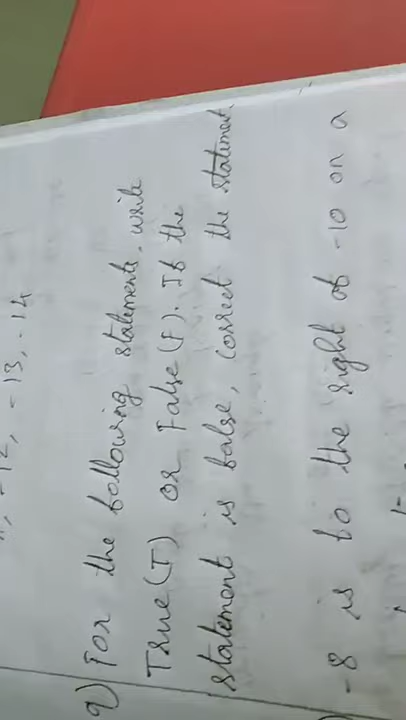 -12, -13, -14
9) For the following statements, write
True(T) or False(F). If the
statement is false, correct the statement
-8 is to the right of -10 on a